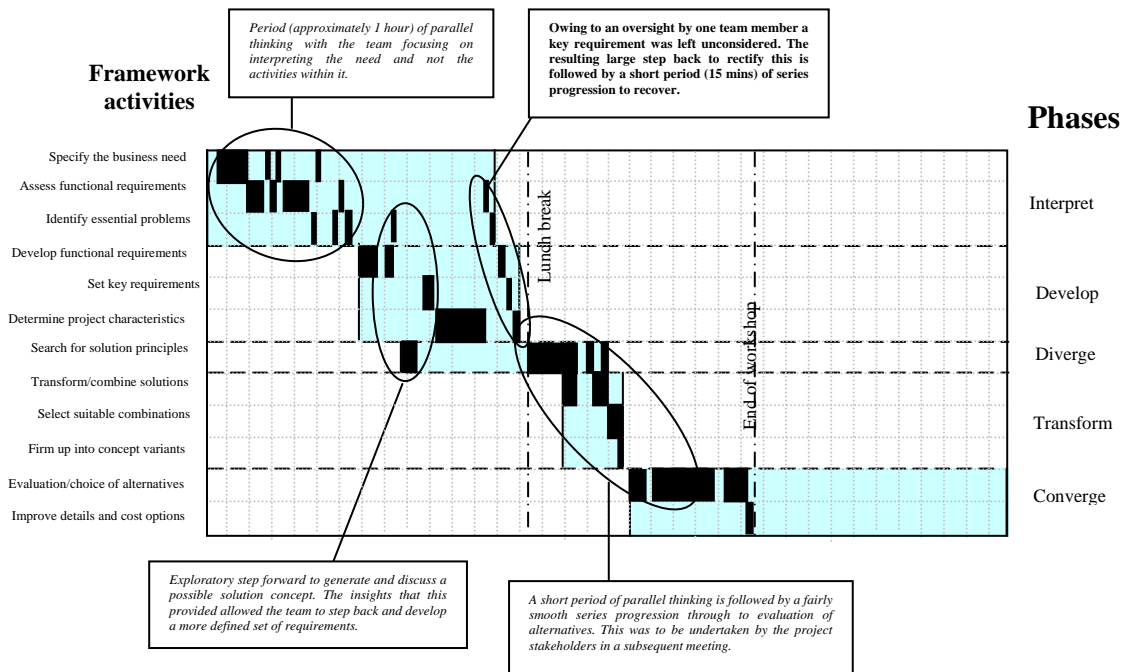 Period (approximately 1 hour) of parallel
thinking with the team focusing on
interpreting the need and not the
activities within it.
Owing to an oversight by one team member a
key requirement was left unconsidered. The
resulting large step back to rectify this is
followed by a short period (15 mins) of series
progression to recover.
Framework
activities
Phases
Specify the business need
Assess functional requirements
Identify essential problems
Develop functional requirements
Set key requirements
Determine project characteristics
Search for solution principles
Transform/combine solutions
Select suitable combinations
Firm up into concept variants
Evaluation/choice of alternatives
Improve details and cost options
Lunch break
End of workshop
Interpret
Develop
Diverge
Transform
Converge
Exploratory step forward to generate and discuss a
possible solution concept. The insights that this
provided allowed the team to step back and develop
a more defined set of requirements.
A short period of parallel thinking is followed by a fairly
smooth series progression through to evaluation of
alternatives. This was to be undertaken by the project
stakeholders in a subsequent meeting.